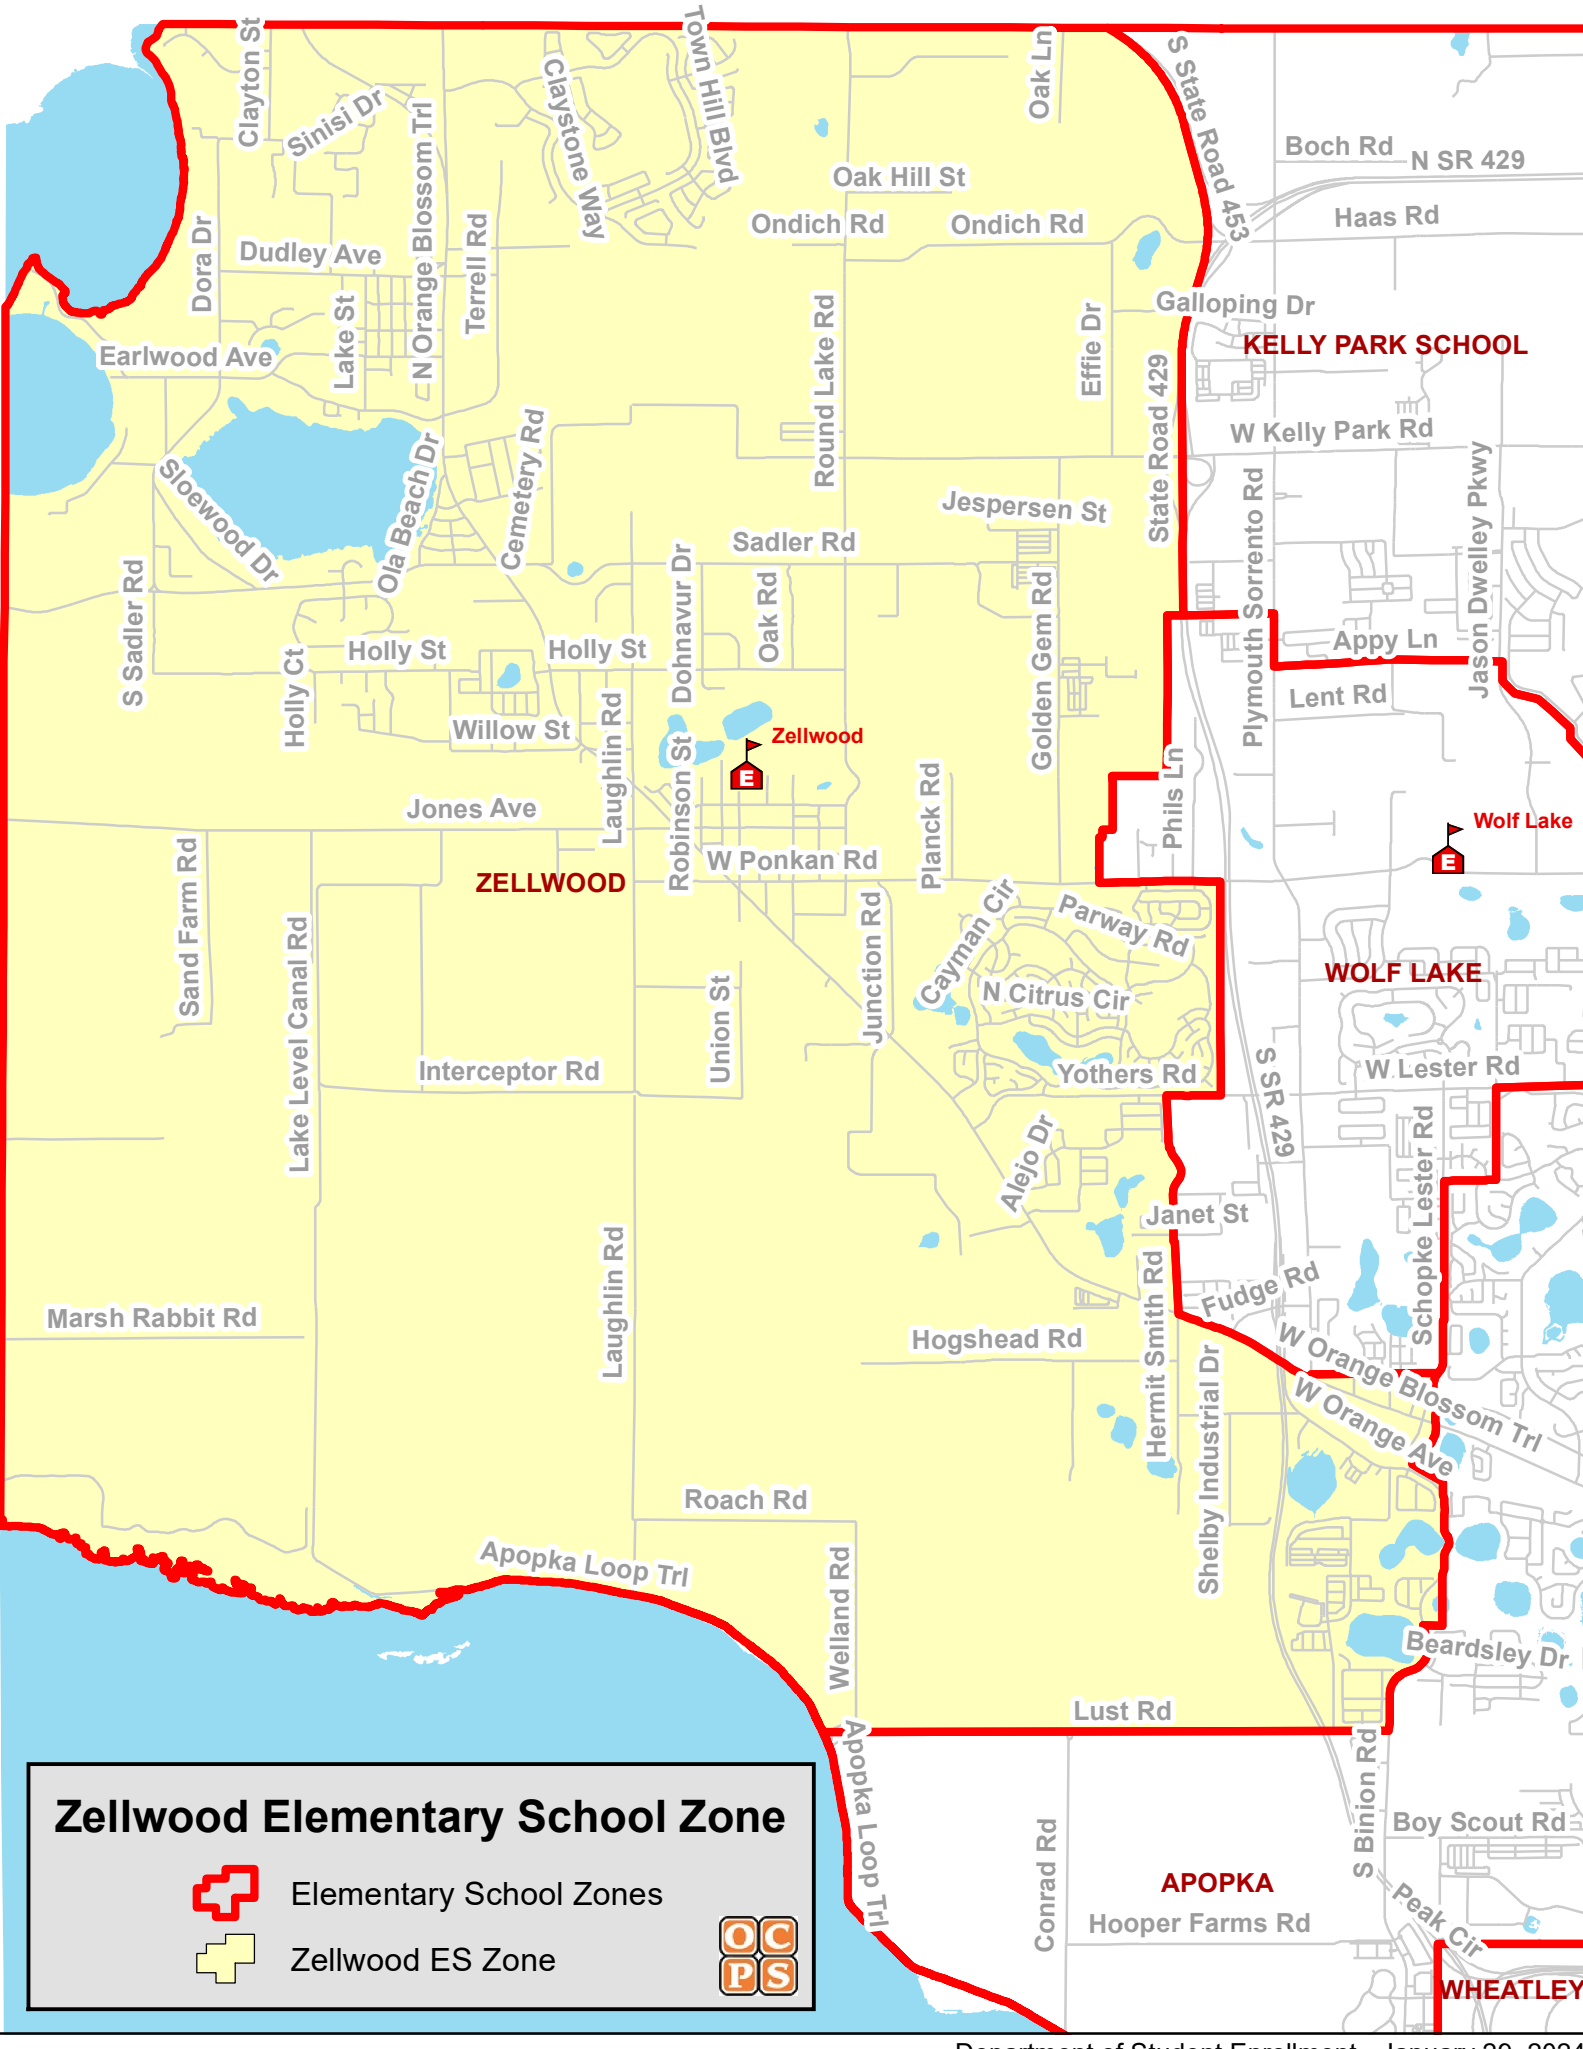 Clayton St
Sinisi Dr
N Orange Blossom Trl
Claystone Way
Town Hill Blvd
Oak Ln
S State Road 453
Boch Rd
N SR 429
Oak Hill St
Haas Rd
Ondich Rd
Ondich Rd
Dora Dr
Dudley Ave
Terrell Rd
Lake St
Round Lake Rd
Effie Dr
Galloping Dr
KELLY PARK SCHOOL
Earlwood Ave
State Road 429
W Kelly Park Rd
Sloewood Dr
Ola Beach Dr
Cemetery Rd
Jespersen St
Plymouth Sorrento Rd
Jason Dwelley Pkwy
Sadler Rd
S Sadler Rd
Dohnavur Dr
Oak Rd
Golden Gem Rd
Holly Ct
Holly St
Holly St
Appy Ln
Lent Rd
Willow St
Laughlin Rd
Robinson St
Zellwood
E
Phils Ln
Planck Rd
Jones Ave
Wolf Lake
E
W Ponkan Rd
ZELLWOOD
Sand Farm Rd
Lake Level Canal Rd
Junction Rd
Cayman Cir
Parway Rd
WOLF LAKE
N Citrus Cir
Union St
Interceptor Rd
Yothers Rd
W Lester Rd
S SR 429
Alejo Dr
Schopke Lester Rd
Janet St
Laughlin Rd
Hermit Smith Rd
Fudge Rd
Marsh Rabbit Rd
Hogshead Rd
W Orange Blossom Trl
W Orange Ave
Shelby Industrial Dr
Roach Rd
Apopka Loop Trl
Welland Rd
Beardsley Dr
Lust Rd
Apopka Loop Trl
S Binion Rd
Conrad Rd
Boy Scout Rd
APOPKA
Hooper Farms Rd
Peak Cir
WHEATLEY
Zellwood Elementary School Zone
Elementary School Zones
Zellwood ES Zone
OC
PS